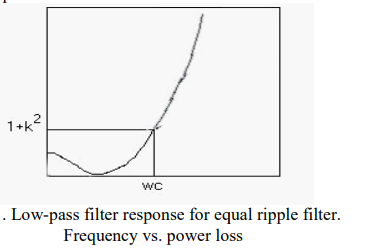 1+k²
WC
. Low-pass filter response for equal ripple filter.
Frequency vs. power loss